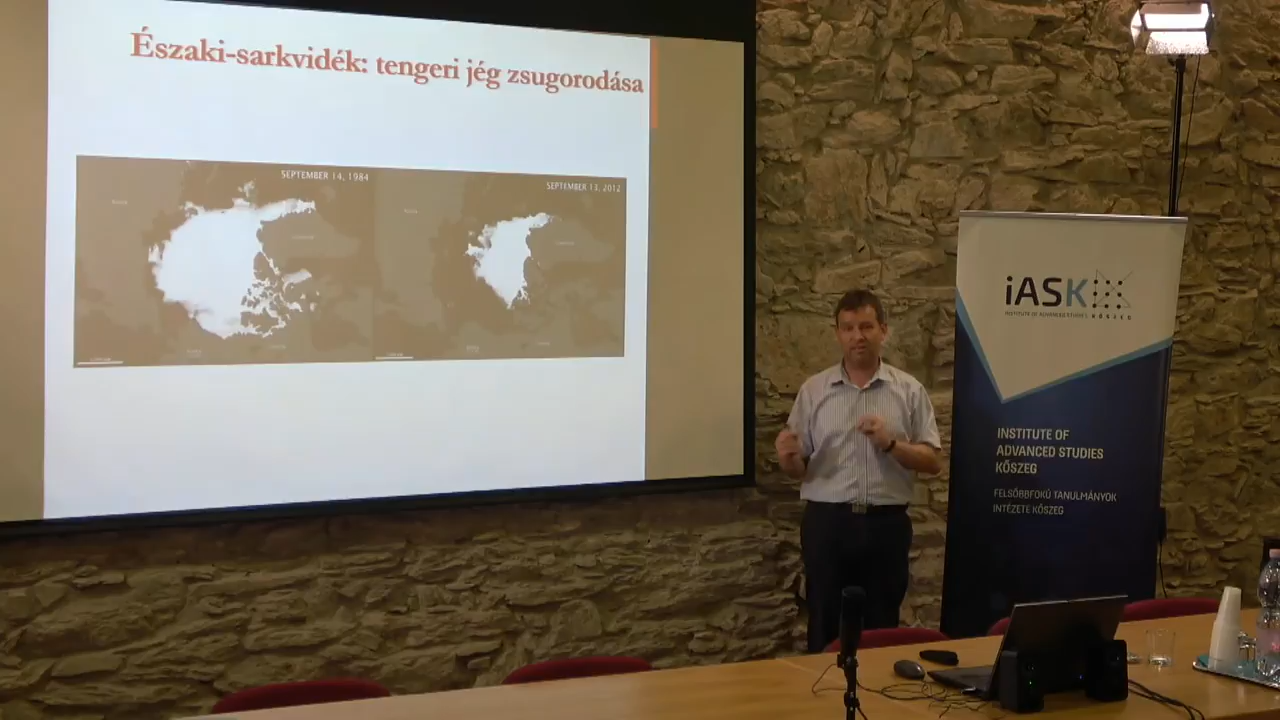 Északi-sarkvidék: tengeri jég zsugorodása
SEPTEMBER 14, 1984
SEPTEMBER 13, 2012
iASK
INSTITUTE OF ADVANCED STUDIES KŐSZEG
INSTITUTE OF
ADVANCED STUDIES
KŐSZEG
FELSŐBBFOKÚ TANULMÁNYOK
INTÉZETE KŐSZEG